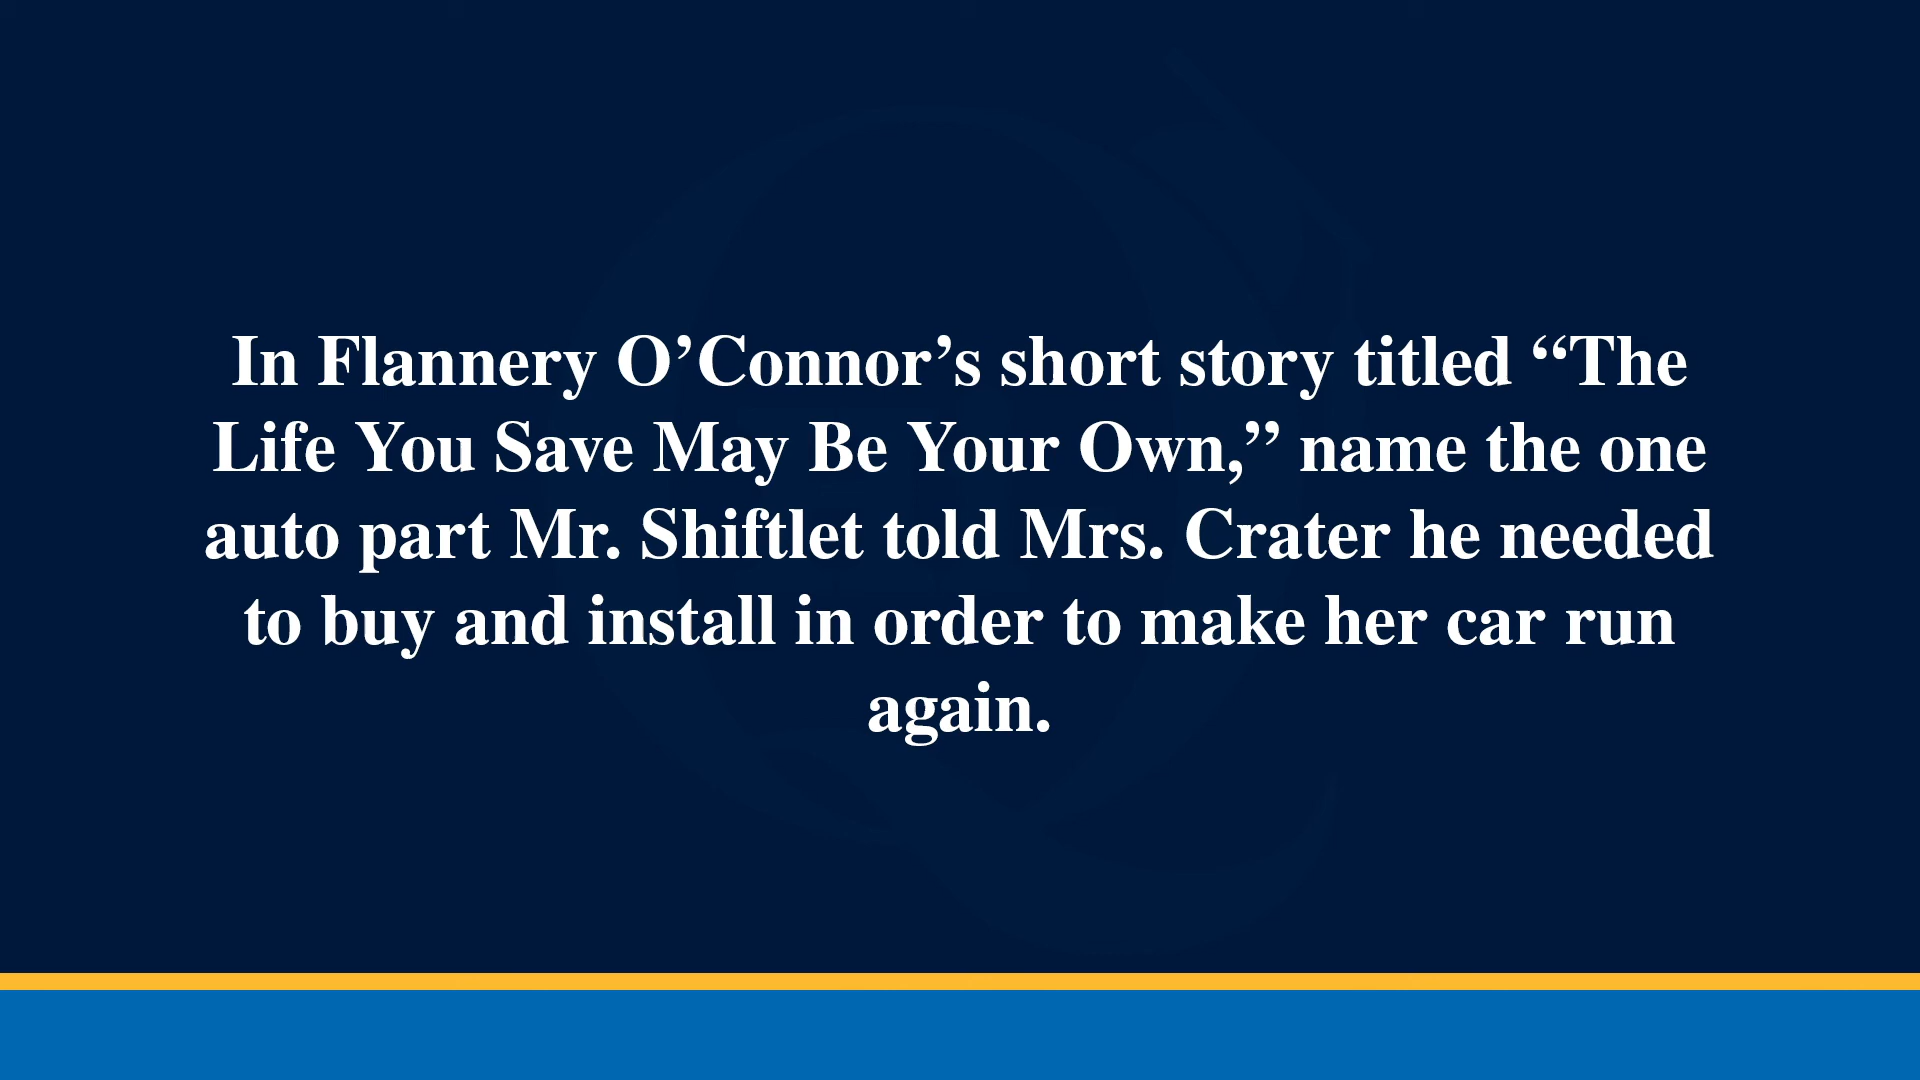 In Flannery O’Connor’s short story titled “The
Life You Save May Be Your Own,” name the one
auto part Mr. Shiftlet told Mrs. Crater he needed
to buy and install in order to make her car run
again.